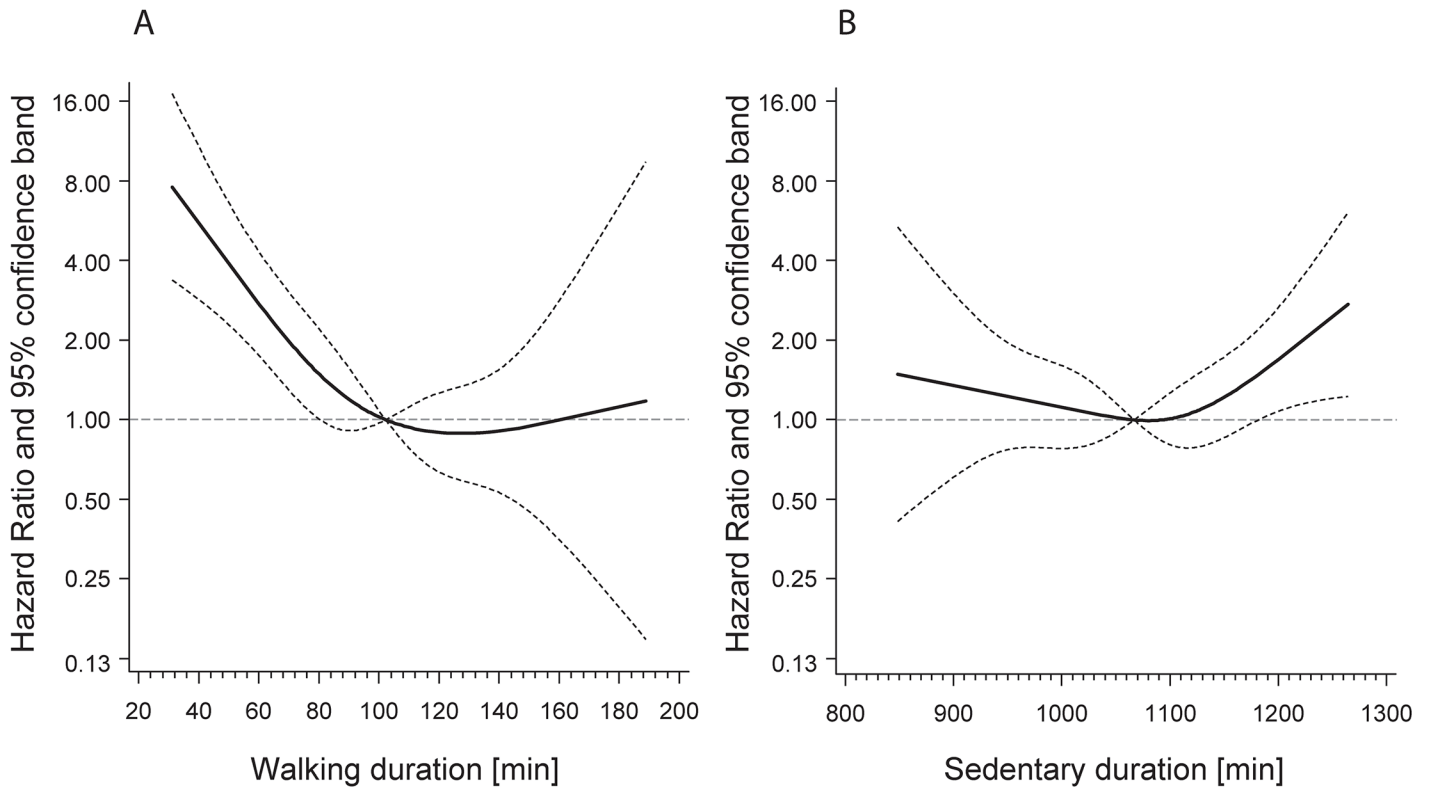 A
Hazard Ratio and 95% confidence band
16.00
8.00
4.00
2.00
1.00
0.50
0.25
0.13
20 40 60 80 100 120 140 160 180 200
Walking duration [min]
B
Hazard Ratio and 95% confidence band
16.00
8.00
4.00
2.00
1.00
0.50
0.25
0.13
800 900 1000 1100 1200 1300
Sedentary duration [min]